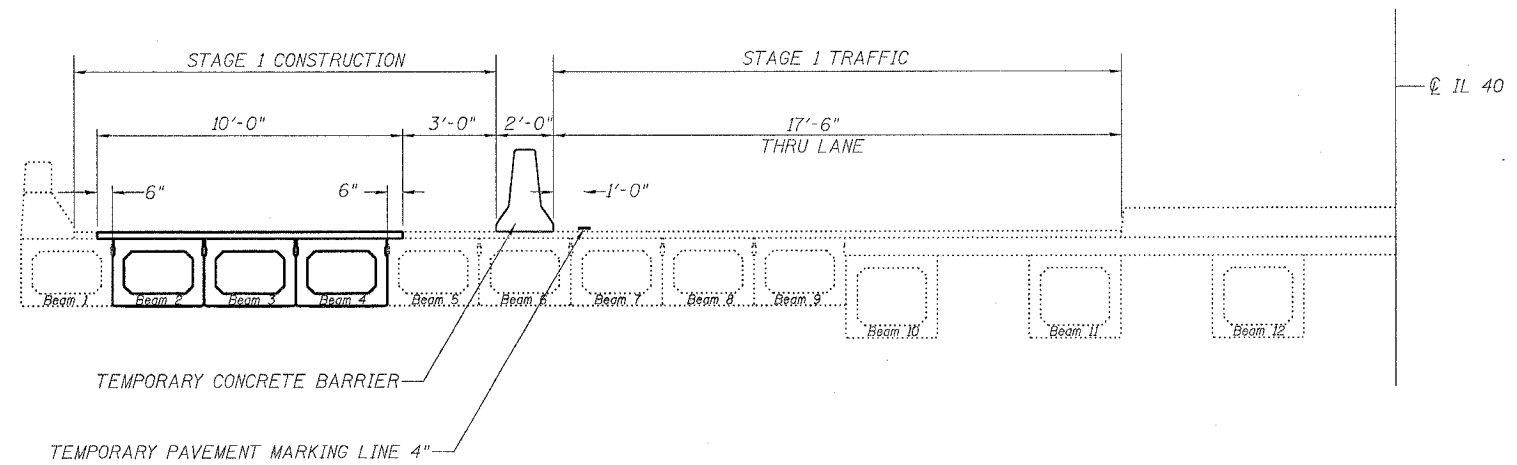 STAGE 1 CONSTRUCTION
STAGE 1 TRAFFIC
℄ IL 40
10'-0"
3'-0"
2'-0"
17'-6"
THRU LANE
6"
6"
1'-0"
Beam 1
Beam 2
Beam 3
Beam 4
Beam 5
Beam 6
Beam 7
Beam 8
Beam 9
Beam 10
Beam 11
Beam 12
TEMPORARY CONCRETE BARRIER
TEMPORARY PAVEMENT MARKING LINE 4"